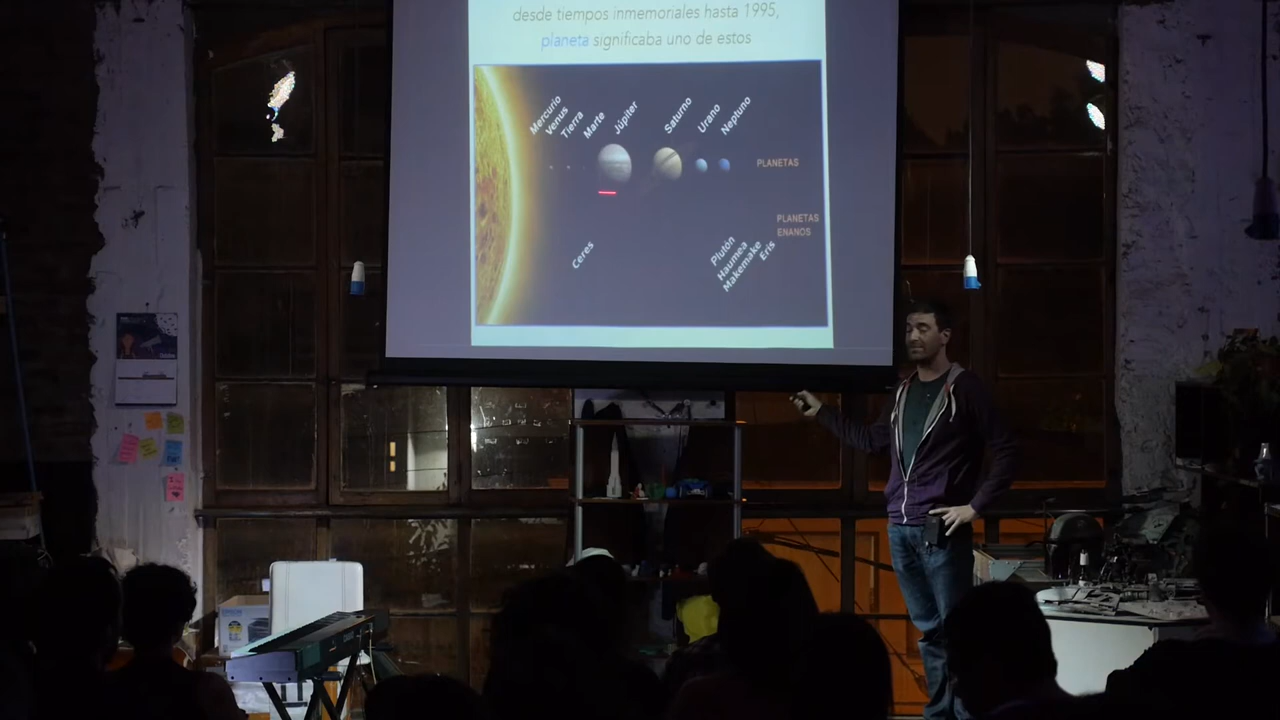 desde tiempos inmemoriales hasta 1995,
planeta significaba uno de estos
Mercurio
Venus
Tierra
Marte
Júpiter
Saturno
Urano
Neptuno
PLANETAS
PLANETAS
ENANOS
Ceres
Plutón
Haumea
Makemake
Eris